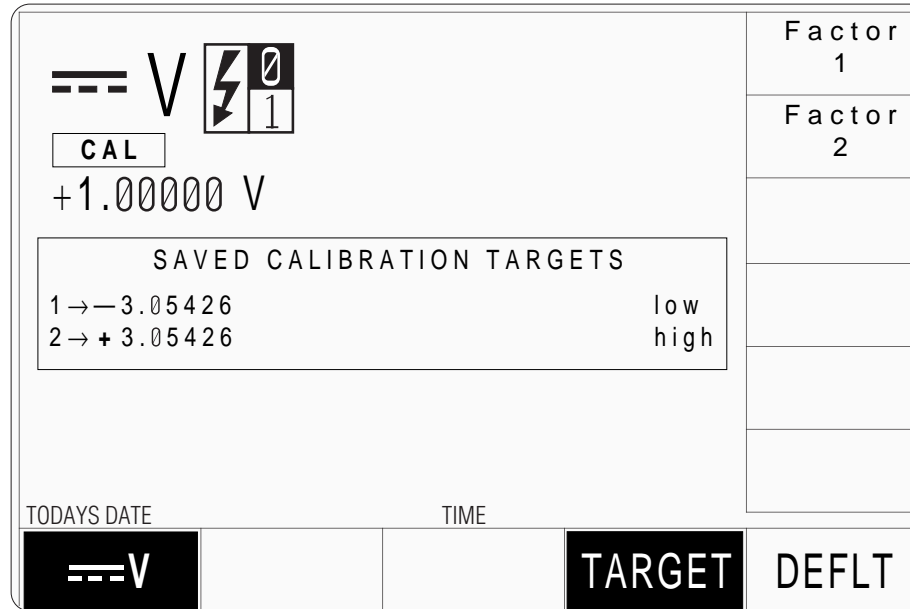 V 0
1
CAL
+1.00000 V
SAVED CALIBRATION TARGETS
1→—3.05426 low
2→+3.05426 high
TODAYS DATE TIME
V TARGET DEFLT
Factor
1
Factor
2